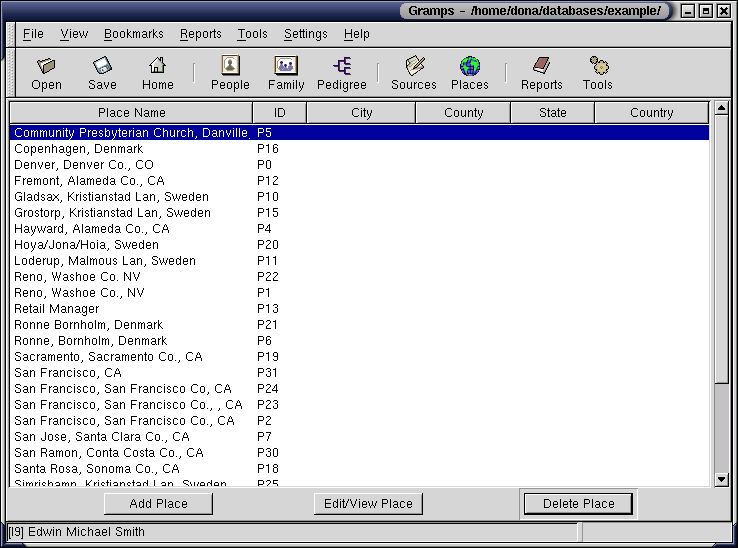 Gramps – /home/dona/databases/example/
File View Bookmarks Reports Tools Settings Help
Open Save Home People Family Pedigree Sources Places Reports Tools
Place Name ID City County State Country
Community Presbyterian Church, Danville, P5
Copenhagen, Denmark P16
Denver, Denver Co., CO P0
Fremont, Alameda Co., CA P12
Gladsax, Kristianstad Lan, Sweden P10
Grostorp, Kristianstad Lan, Sweden P15
Hayward, Alameda Co., CA P4
Hoya/Jona/Hoia, Sweden P20
Loderup, Malmous Lan, Sweden P11
Reno, Washoe Co. NV P22
Reno, Washoe Co., NV P1
Retail Manager P13
Ronne Bornholm, Denmark P21
Ronne, Bornholm, Denmark P6
Sacramento, Sacramento Co., CA P19
San Francisco, CA P31
San Francisco, San Francisco Co, CA P24
San Francisco, San Francisco Co., , CA P23
San Francisco, San Francisco Co., CA P2
San Jose, Santa Clara Co., CA P7
San Ramon, Conta Costa Co., CA P30
Santa Rosa, Sonoma Co., CA P18
Simrishamn, Kristianstad Lan, Sweden P25
Add Place Edit/View Place Delete Place
[I9] Edwin Michael Smith